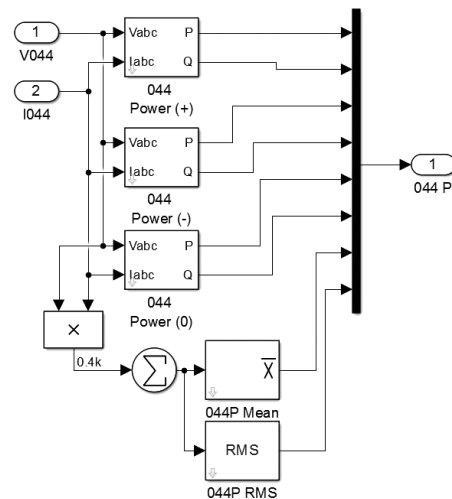 1
V044
2
I044
Vabc P
Iabc Q
044
Power (+)
Vabc P
Iabc Q
044
Power (-)
Vabc P
Iabc Q
044
Power (0)
1
044 P
×
0.4k
∑
X
044P Mean
RMS
044P RMS